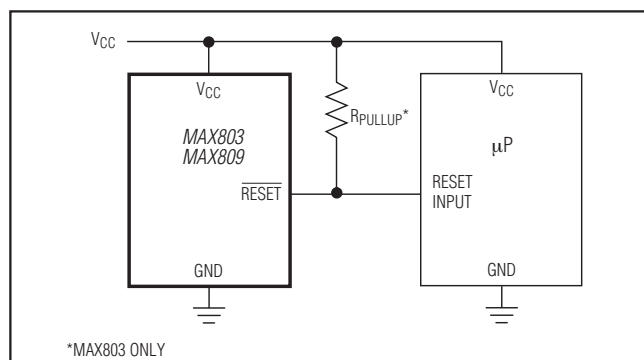 VCC
VCC
MAX803
MAX809
RESET
GND
RPULLUP*
VCC
μP
RESET
INPUT
GND
*MAX803 ONLY